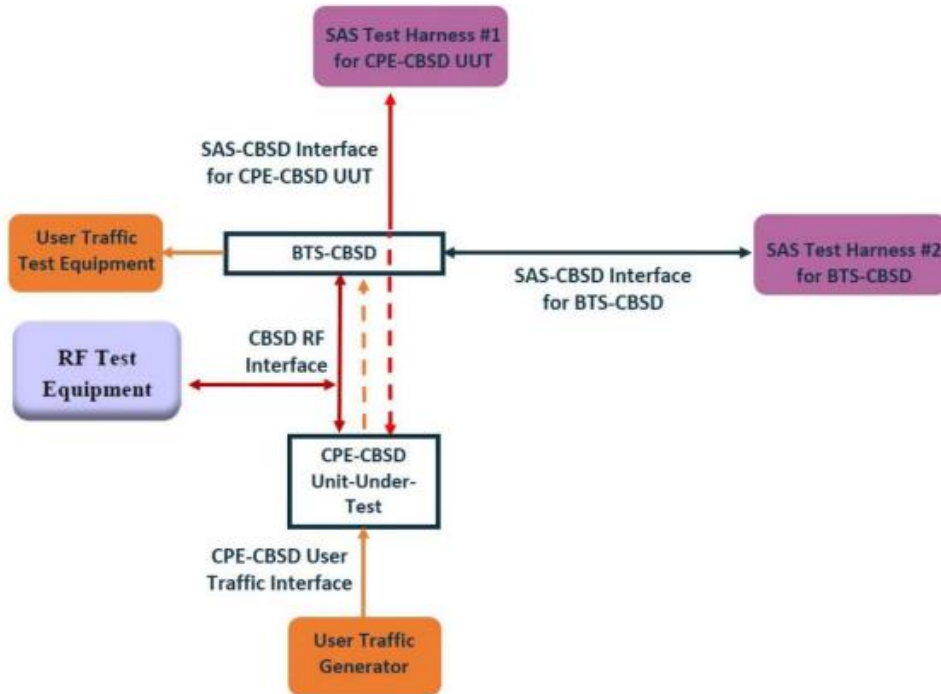 SAS Test Harness #1
for CPE-CBSD UUT
SAS-CBSD Interface
for CPE-CBSD UUT
User Traffic
Test Equipment
BTS-CBSD
SAS Test Harness #2
for BTS-CBSD
SAS-CBSD Interface
for BTS-CBSD
CBSD RF
Interface
RF Test
Equipment
CPE-CBSD
Unit-Under-
Test
CPE-CBSD User
Traffic Interface
User Traffic
Generator